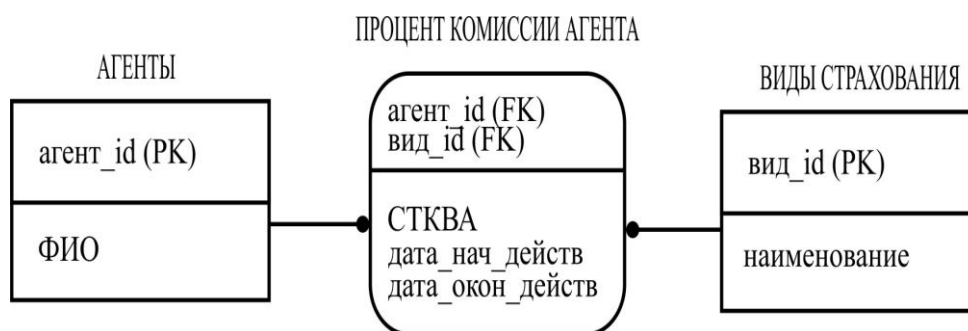 ПРОЦЕНТ КОМИССИИ АГЕНТА
АГЕНТЫ
ВИДЫ СТРАХОВАНИЯ
агент_id (PK)
ФИО
агент_id (FK)
вид_id (FK)
СТКВА
дата_нач_действ
дата_окон_действ
вид_id (PK)
наименование